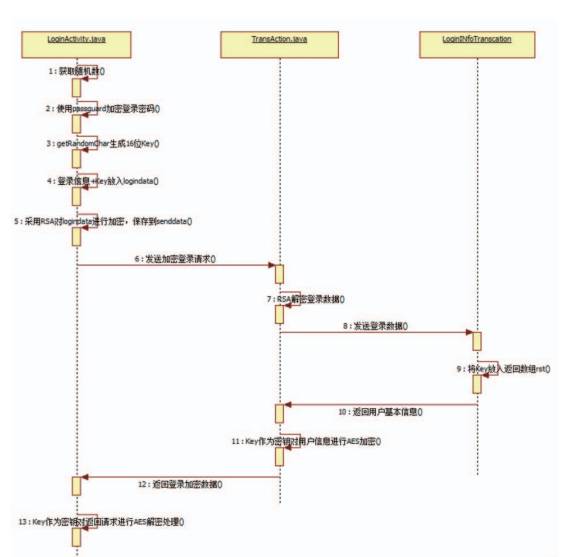 LoginActivity.java
TransAction.java
LoginINfoTranscation
1 : 获取随机数()
2 : 使用passguard加密登录密码()
3 : getRandomChar生成16位Key()
4 : 登录信息+Key放入logindata()
5 : 采用RSA对logindata进行加密，保存到senddata()
6 : 发送加密登录请求()
7 : RSA解密登录数据()
8 : 发送登录数据()
9 : 将Key放入返回数组rst()
10 : 返回用户基本信息()
11 : Key作为密钥对用户信息进行AES加密()
12 : 返回登录加密数据()
13 : Key作为密钥对返回请求进行AES解密处理()